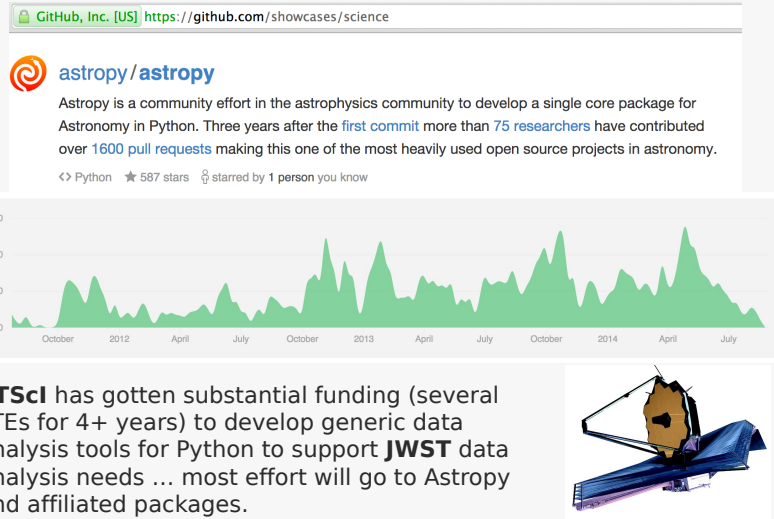 GitHub, Inc. [US] https://github.com/showcases/science
astropy/astropy
Astropy is a community effort in the astrophysics community to develop a single core package for
Astronomy in Python. Three years after the first commit more than 75 researchers have contributed
over 1600 pull requests making this one of the most heavily used open source projects in astronomy.
Python 587 stars starred by 1 person you know
October 2012 April July October 2013 April July October 2014 April July
TScI has gotten substantial funding (several
TEs for 4+ years) to develop generic data
nalysis tools for Python to support JWST data
nalysis needs … most effort will go to Astropy
nd affiliated packages.